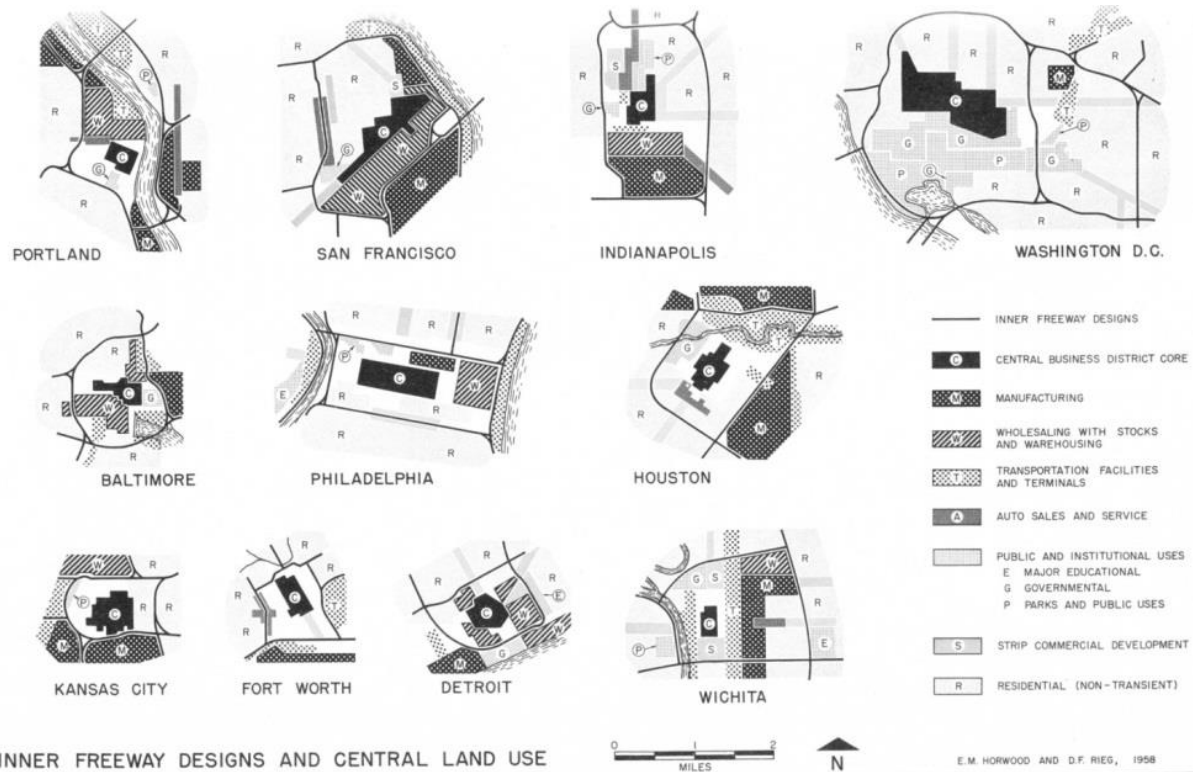 PORTLAND
SAN FRANCISCO
INDIANAPOLIS
WASHINGTON D.C.
BALTIMORE
PHILADELPHIA
HOUSTON
KANSAS CITY
FORT WORTH
DETROIT
WICHITA
INNER FREEWAY DESIGNS
C CENTRAL BUSINESS DISTRICT CORE
M MANUFACTURING
W WHOLESALING WITH STOCKS
AND WAREHOUSING
T TRANSPORTATION FACILITIES
AND TERMINALS
A AUTO SALES AND SERVICE
PUBLIC AND INSTITUTIONAL USES
E MAJOR EDUCATIONAL
G GOVERNMENTAL
P PARKS AND PUBLIC USES
S STRIP COMMERCIAL DEVELOPMENT
R RESIDENTIAL (NON-TRANSIENT)
INNER FREEWAY DESIGNS AND CENTRAL LAND USE
0 1 2
MILES
N
E.M. HORWOOD AND D.F. RIEG, 1958